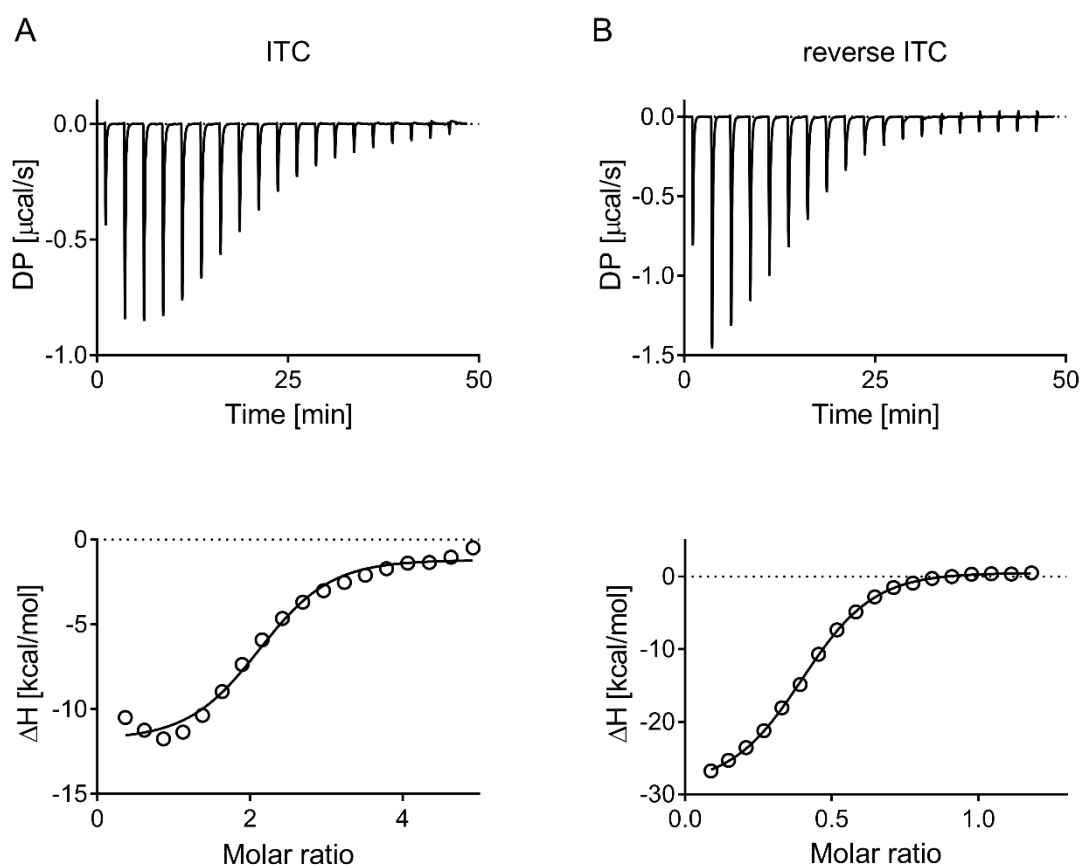 A
ITC
0.0
-0.5
-1.0
DP [µcal/s]
0
25
50
Time [min]
B
reverse ITC
0.0
-0.5
-1.0
-1.5
DP [µcal/s]
0
25
50
Time [min]
0
-5
-10
-15
ΔH [kcal/mol]
0
2
4
Molar ratio
0
-10
-20
-30
ΔH [kcal/mol]
0.0
0.5
1.0
Molar ratio